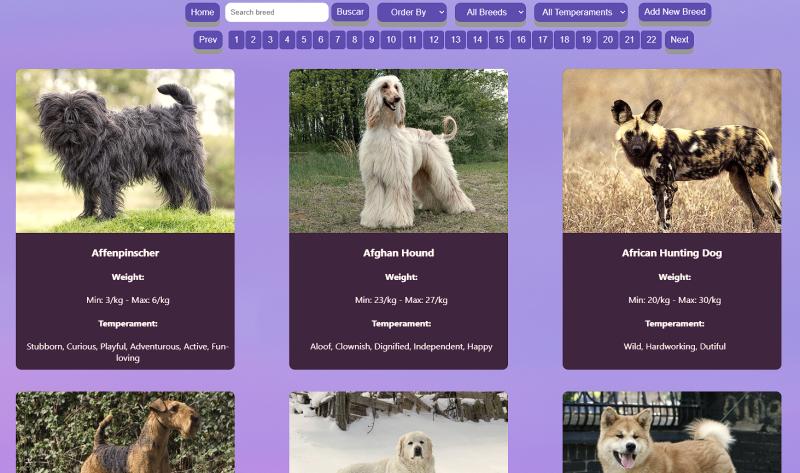 Home Search breed Buscar Order By All Breeds All Temperaments Add New Breed
Prev 1 2 3 4 5 6 7 8 9 10 11 12 13 14 15 16 17 18 19 20 21 22 Next
Affenpinscher
Weight:
Min: 3/kg - Max: 6/kg
Temperament:
Stubborn, Curious, Playful, Adventurous, Active, Fun-
loving
Afghan Hound
Weight:
Min: 23/kg - Max: 27/kg
Temperament:
Aloof, Clownish, Dignified, Independent, Happy
African Hunting Dog
Weight:
Min: 20/kg - Max: 30/kg
Temperament:
Wild, Hardworking, Dutiful